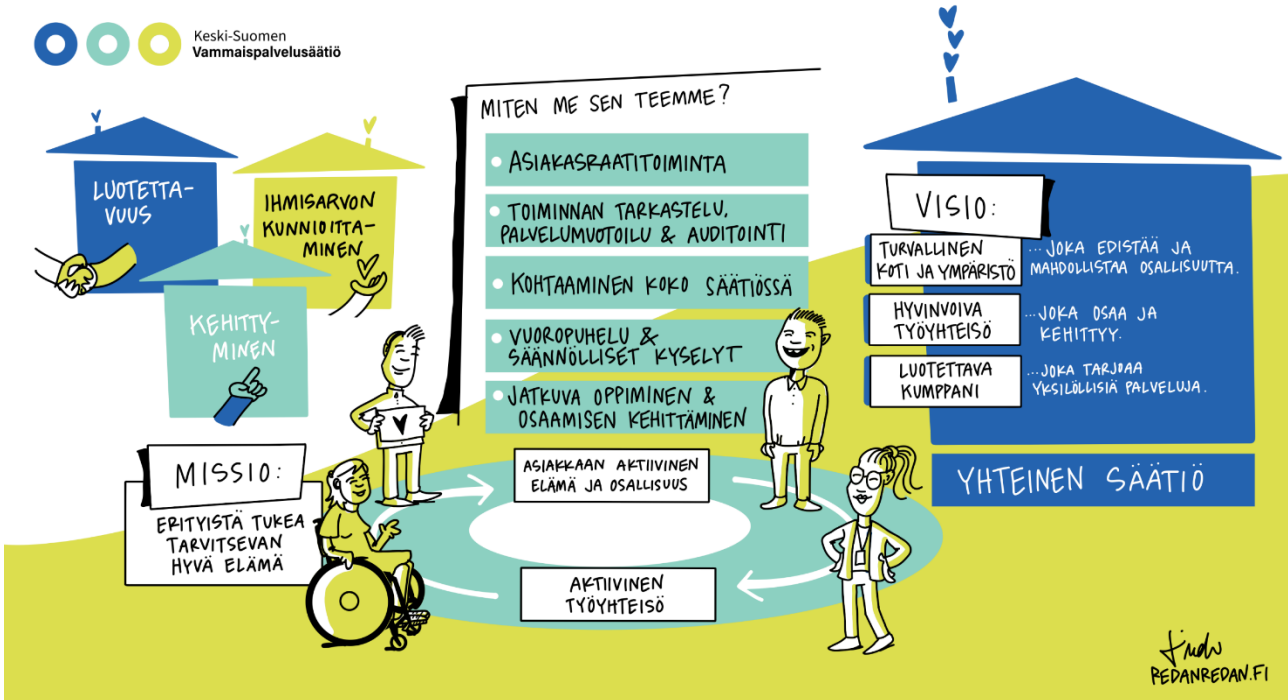 Keski-Suomen
Vammaispalvelusäätiö
LUOTETTA-
VUUS
IHMISARVON
KUNNIOITTA-
MINEN
KEHITTY-
MINEN
MISSIO:
ERITYISTÄ TUKEA
TARVITSEVAN
HYVÄ ELÄMÄ
MITEN ME SEN TEEMME?
• ASIAKASRAATITOIMINTA
• TOIMINNAN TARKASTELU,
PALVELUMUOTOILU & AUDITOINTI
• KOHTAAMINEN KOKO SÄÄTIÖSSÄ
• VUOROPUHELU &
SÄÄNNÖLLISET KYSELYT
• JATKUVA OPPIMINEN &
OSAAMISEN KEHITTÄMINEN
ASIAKKAAN AKTIIVINEN
ELÄMÄ JA OSALLISUUS
AKTIIVINEN
TYÖYHTEISÖ
VISIO:
TURVALLINEN
KOTI JA YMPÄRISTÖ
...JOKA EDISTÄÄ JA
MAHDOLLISTAA OSALLISUUTTA.
HYVINVOIVA
TYÖYHTEISÖ
...JOKA OSAA JA
KEHITTYY.
LUOTETTAVA
KUMPPANI
...JOKA TARJOAA
YKSILÖLLISIÄ PALVELUJA.
YHTEINEN SÄÄTIÖ
REDANREDAN.FI